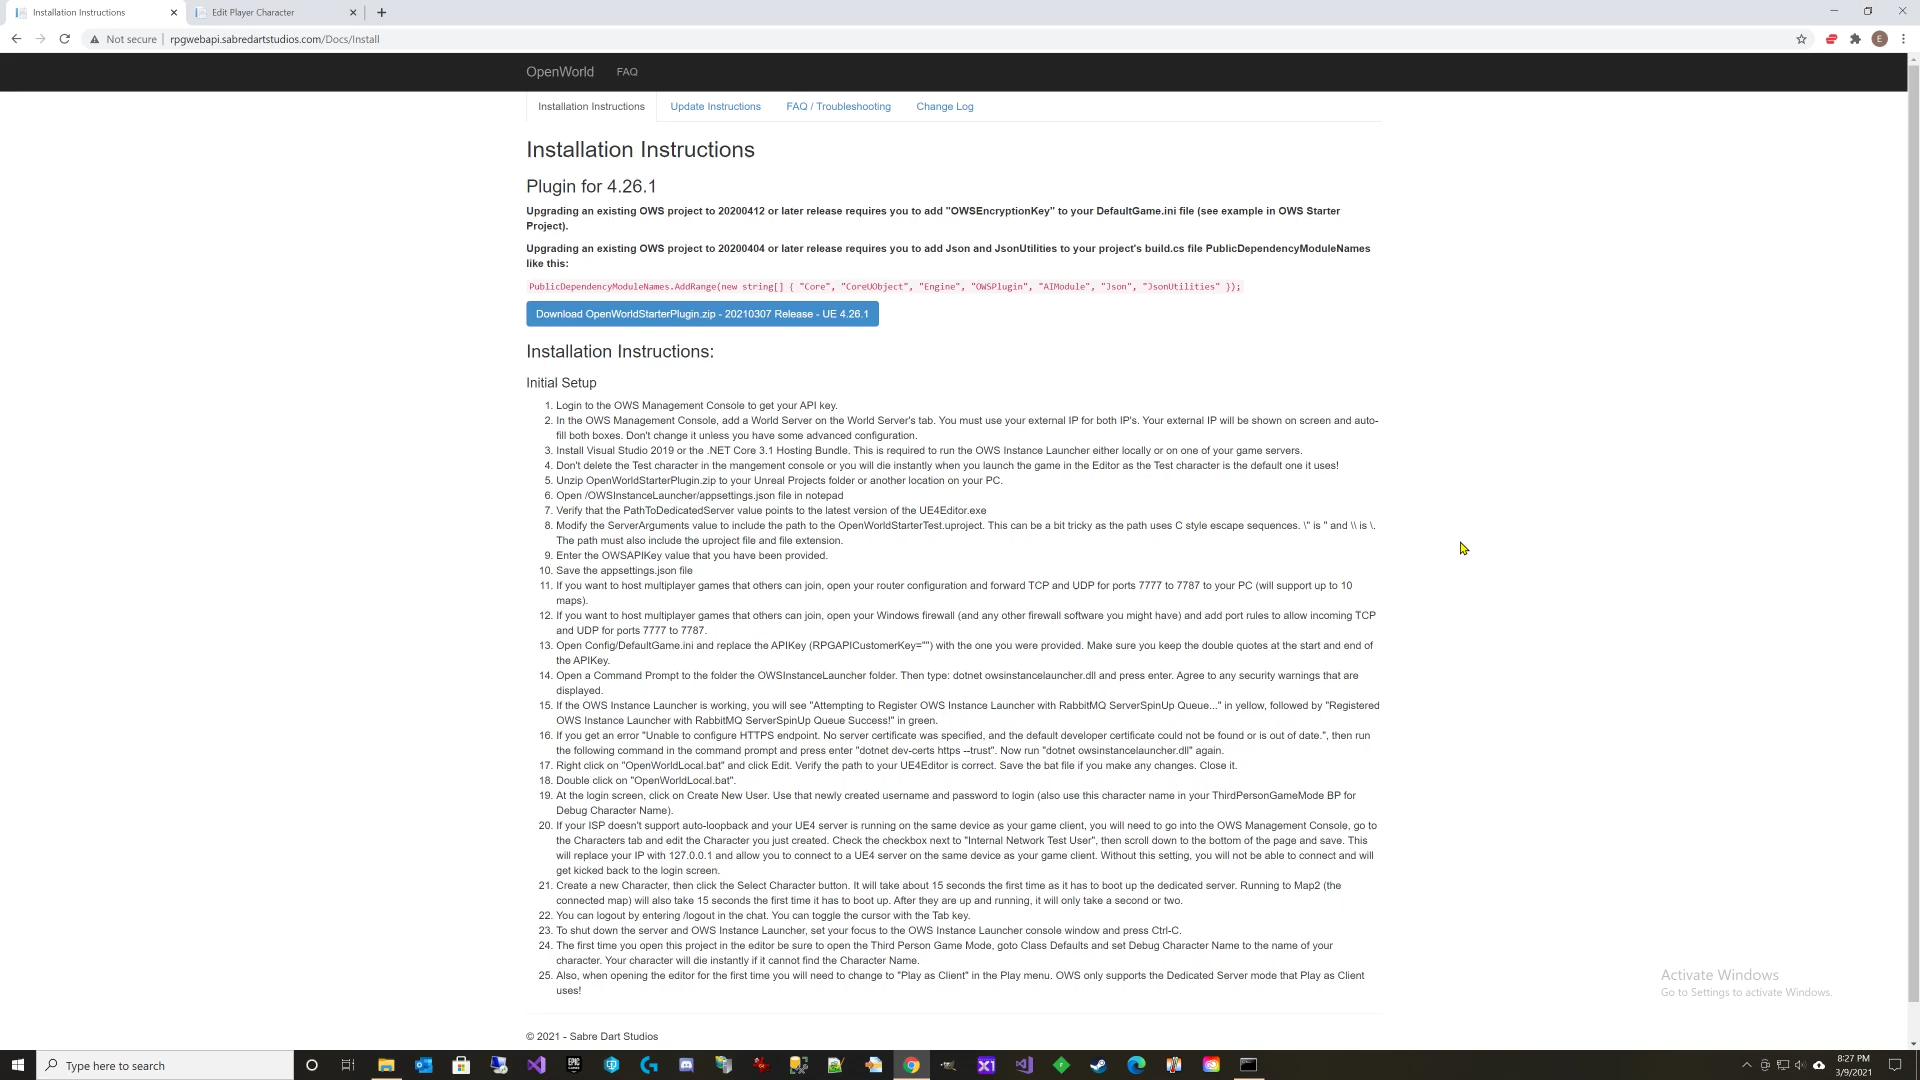 Installation Instructions
Edit Player Character
Not secure
rpgwebapi.sabredartstudios.com/Docs/Install
E
OpenWorld
FAQ
Installation Instructions
Update Instructions
FAQ / Troubleshooting
Change Log
Installation Instructions
Plugin for 4.26.1
Upgrading an existing OWS project to 20200412 or later release requires you to add "OWSEncryptionKey" to your DefaultGame.ini file (see example in OWS Starter
Project).
Upgrading an existing OWS project to 20200404 or later release requires you to add Json and JsonUtilities to your project's build.cs file PublicDependencyModuleNames
like this:
PublicDependencyModuleNames.AddRange(new string[] { "Core", "CoreUObject", "Engine", "OWSPlugin", "AIModule", "Json", "JsonUtilities" });
Download OpenWorldStarterPlugin.zip - 20210307 Release - UE 4.26.1
Installation Instructions:
Initial Setup
1. Login to the OWS Management Console to get your API key.
2. In the OWS Management Console, add a World Server on the World Server's tab. You must use your external IP for both IP's. Your external IP will be shown on screen and auto-
fill both boxes. Don't change it unless you have some advanced configuration.
3. Install Visual Studio 2019 or the .NET Core 3.1 Hosting Bundle. This is required to run the OWS Instance Launcher either locally or on one of your game servers.
4. Don't delete the Test character in the mangement console or you will die instantly when you launch the game in the Editor as the Test character is the default one it uses!
5. Unzip OpenWorldStarterPlugin.zip to your Unreal Projects folder or another location on your PC.
6. Open /OWSInstanceLauncher/appsettings.json file in notepad
7. Verify that the PathToDedicatedServer value points to the latest version of the UE4Editor.exe
8. Modify the ServerArguments value to include the path to the OpenWorldStarterTest.uproject. This can be a bit tricky as the path uses C style escape sequences. \" is " and \\ is \.
The path must also include the uproject file and file extension.
9. Enter the OWSAPIKey value that you have been provided.
10. Save the appsettings.json file
11. If you want to host multiplayer games that others can join, open your router configuration and forward TCP and UDP for ports 7777 to 7787 to your PC (will support up to 10
maps).
12. If you want to host multiplayer games that others can join, open your Windows firewall (and any other firewall software you might have) and add port rules to allow incoming TCP
and UDP for ports 7777 to 7787.
13. Open Config/DefaultGame.ini and replace the APIKey (RPGAPICustomerKey="") with the one you were provided. Make sure you keep the double quotes at the start and end of
the APIKey.
14. Open a Command Prompt to the folder the OWSInstanceLauncher folder. Then type: dotnet owsinstancelauncher.dll and press enter. Agree to any security warnings that are
displayed.
15. If the OWS Instance Launcher is working, you will see "Attempting to Register OWS Instance Launcher with RabbitMQ ServerSpinUp Queue..." in yellow, followed by "Registered
OWS Instance Launcher with RabbitMQ ServerSpinUp Queue Success!" in green.
16. If you get an error "Unable to configure HTTPS endpoint. No server certificate was specified, and the default developer certificate could not be found or is out of date.", then run
the following command in the command prompt and press enter "dotnet dev-certs https --trust". Now run "dotnet owsinstancelauncher.dll" again.
17. Right click on "OpenWorldLocal.bat" and click Edit. Verify the path to your UE4Editor is correct. Save the bat file if you make any changes. Close it.
18. Double click on "OpenWorldLocal.bat".
19. At the login screen, click on Create New User. Use that newly created username and password to login (also use this character name in your ThirdPersonGameMode BP for
Debug Character Name).
20. If your ISP doesn't support auto-loopback and your UE4 server is running on the same device as your game client, you will need to go into the OWS Management Console, go to
the Characters tab and edit the Character you just created. Check the checkbox next to "Internal Network Test User", then scroll down to the bottom of the page and save. This
will replace your IP with 127.0.0.1 and allow you to connect to a UE4 server on the same device as your game client. Without this setting, you will not be able to connect and will
get kicked back to the login screen.
21. Create a new Character, then click the Select Character button. It will take about 15 seconds the first time as it has to boot up the dedicated server. Running to Map2 (the
connected map) will also take 15 seconds the first time it has to boot up. After they are up and running, it will only take a second or two.
22. You can logout by entering /logout in the chat. You can toggle the cursor with the Tab key.
23. To shut down the server and OWS Instance Launcher, set your focus to the OWS Instance Launcher console window and press Ctrl-C.
24. The first time you open this project in the editor be sure to open the Third Person Game Mode, goto Class Defaults and set Debug Character Name to the name of your
character. Your character will die instantly if it cannot find the Character Name.
25. Also, when opening the editor for the first time you will need to change to "Play as Client" in the Play menu. OWS only supports the Dedicated Server mode that Play as Client
uses!
Activate Windows
Go to Settings to activate Windows.
© 2021 - Sabre Dart Studios
Type here to search
EPIC
X1
8:27 PM
3/9/2021